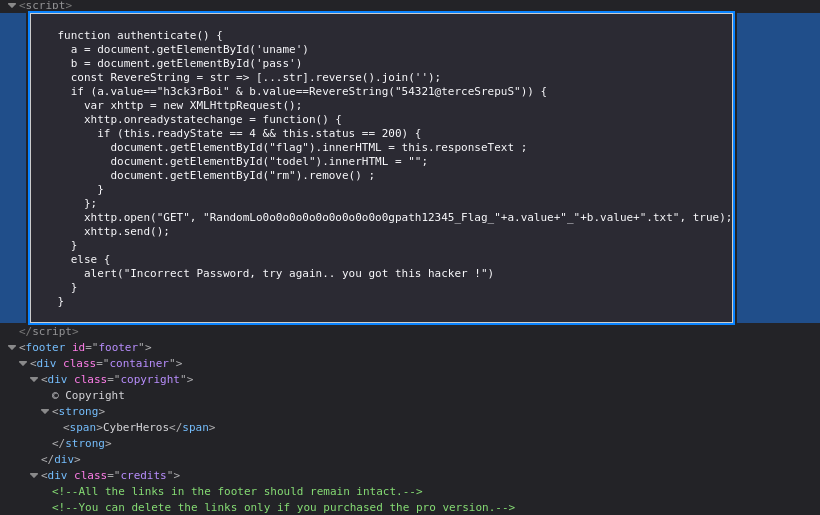 <script>
function authenticate() {
a = document.getElementById('uname')
b = document.getElementById('pass')
const RevereString = str => [...str].reverse().join('');
if (a.value=="h3ck3rBoi" & b.value==RevereString("54321@terceSrepuS")) {
var xhttp = new XMLHttpRequest();
xhttp.onreadystatechange = function() {
if (this.readyState == 4 && this.status == 200) {
document.getElementById("flag").innerHTML = this.responseText ;
document.getElementById("todel").innerHTML = "";
document.getElementById("rm").remove() ;
}
};
xhttp.open("GET", "RandomLo0o0o0o0o0o0o0o0o0o0gpath12345_Flag_"+a.value+"_"+b.value+".txt", true);
xhttp.send();
}
else {
alert("Incorrect Password, try again.. you got this hacker !")
}
}
</script>
<footer id="footer">
<div class="container">
<div class="copyright">
© Copyright
<strong>
<span>CyberHeros</span>
</strong>
</div>
<div class="credits">
<!--All the links in the footer should remain intact.-->
<!--You can delete the links only if you purchased the pro version.-->